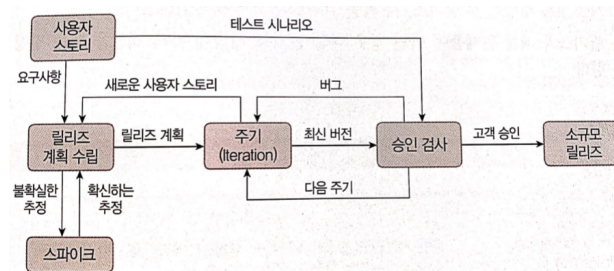 사용자
스토리
테스트 시나리오
요구사항
새로운 사용자 스토리
버그
릴리즈
계획 수립
릴리즈 계획
주기
(Iteration)
최신 버전
승인 검사
고객 승인
소규모
릴리즈
다음 주기
불확실한
추정
확신하는
추정
스파이크